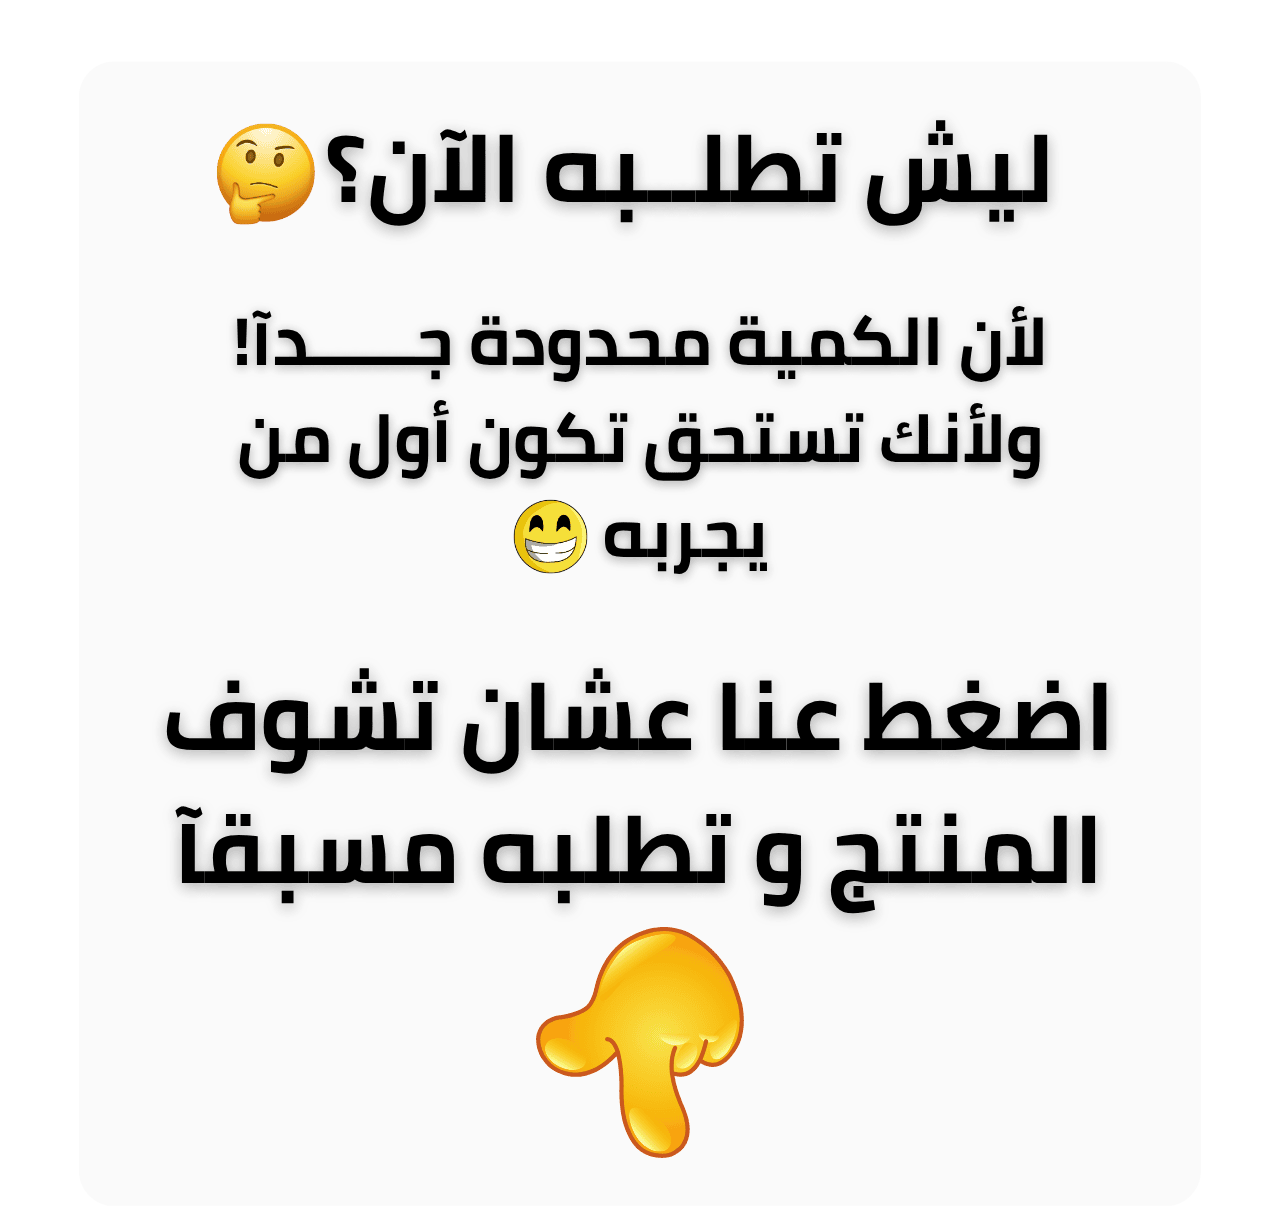 ليش تطلــبه الآن؟🤔
لأن الكمية محدودة جــــــدآ!
ولأنك تستحق تكون أول من
يجربه 😁
اضغط عنا عشان تشوف
المنتج و تطلبه مسبقآ
👇